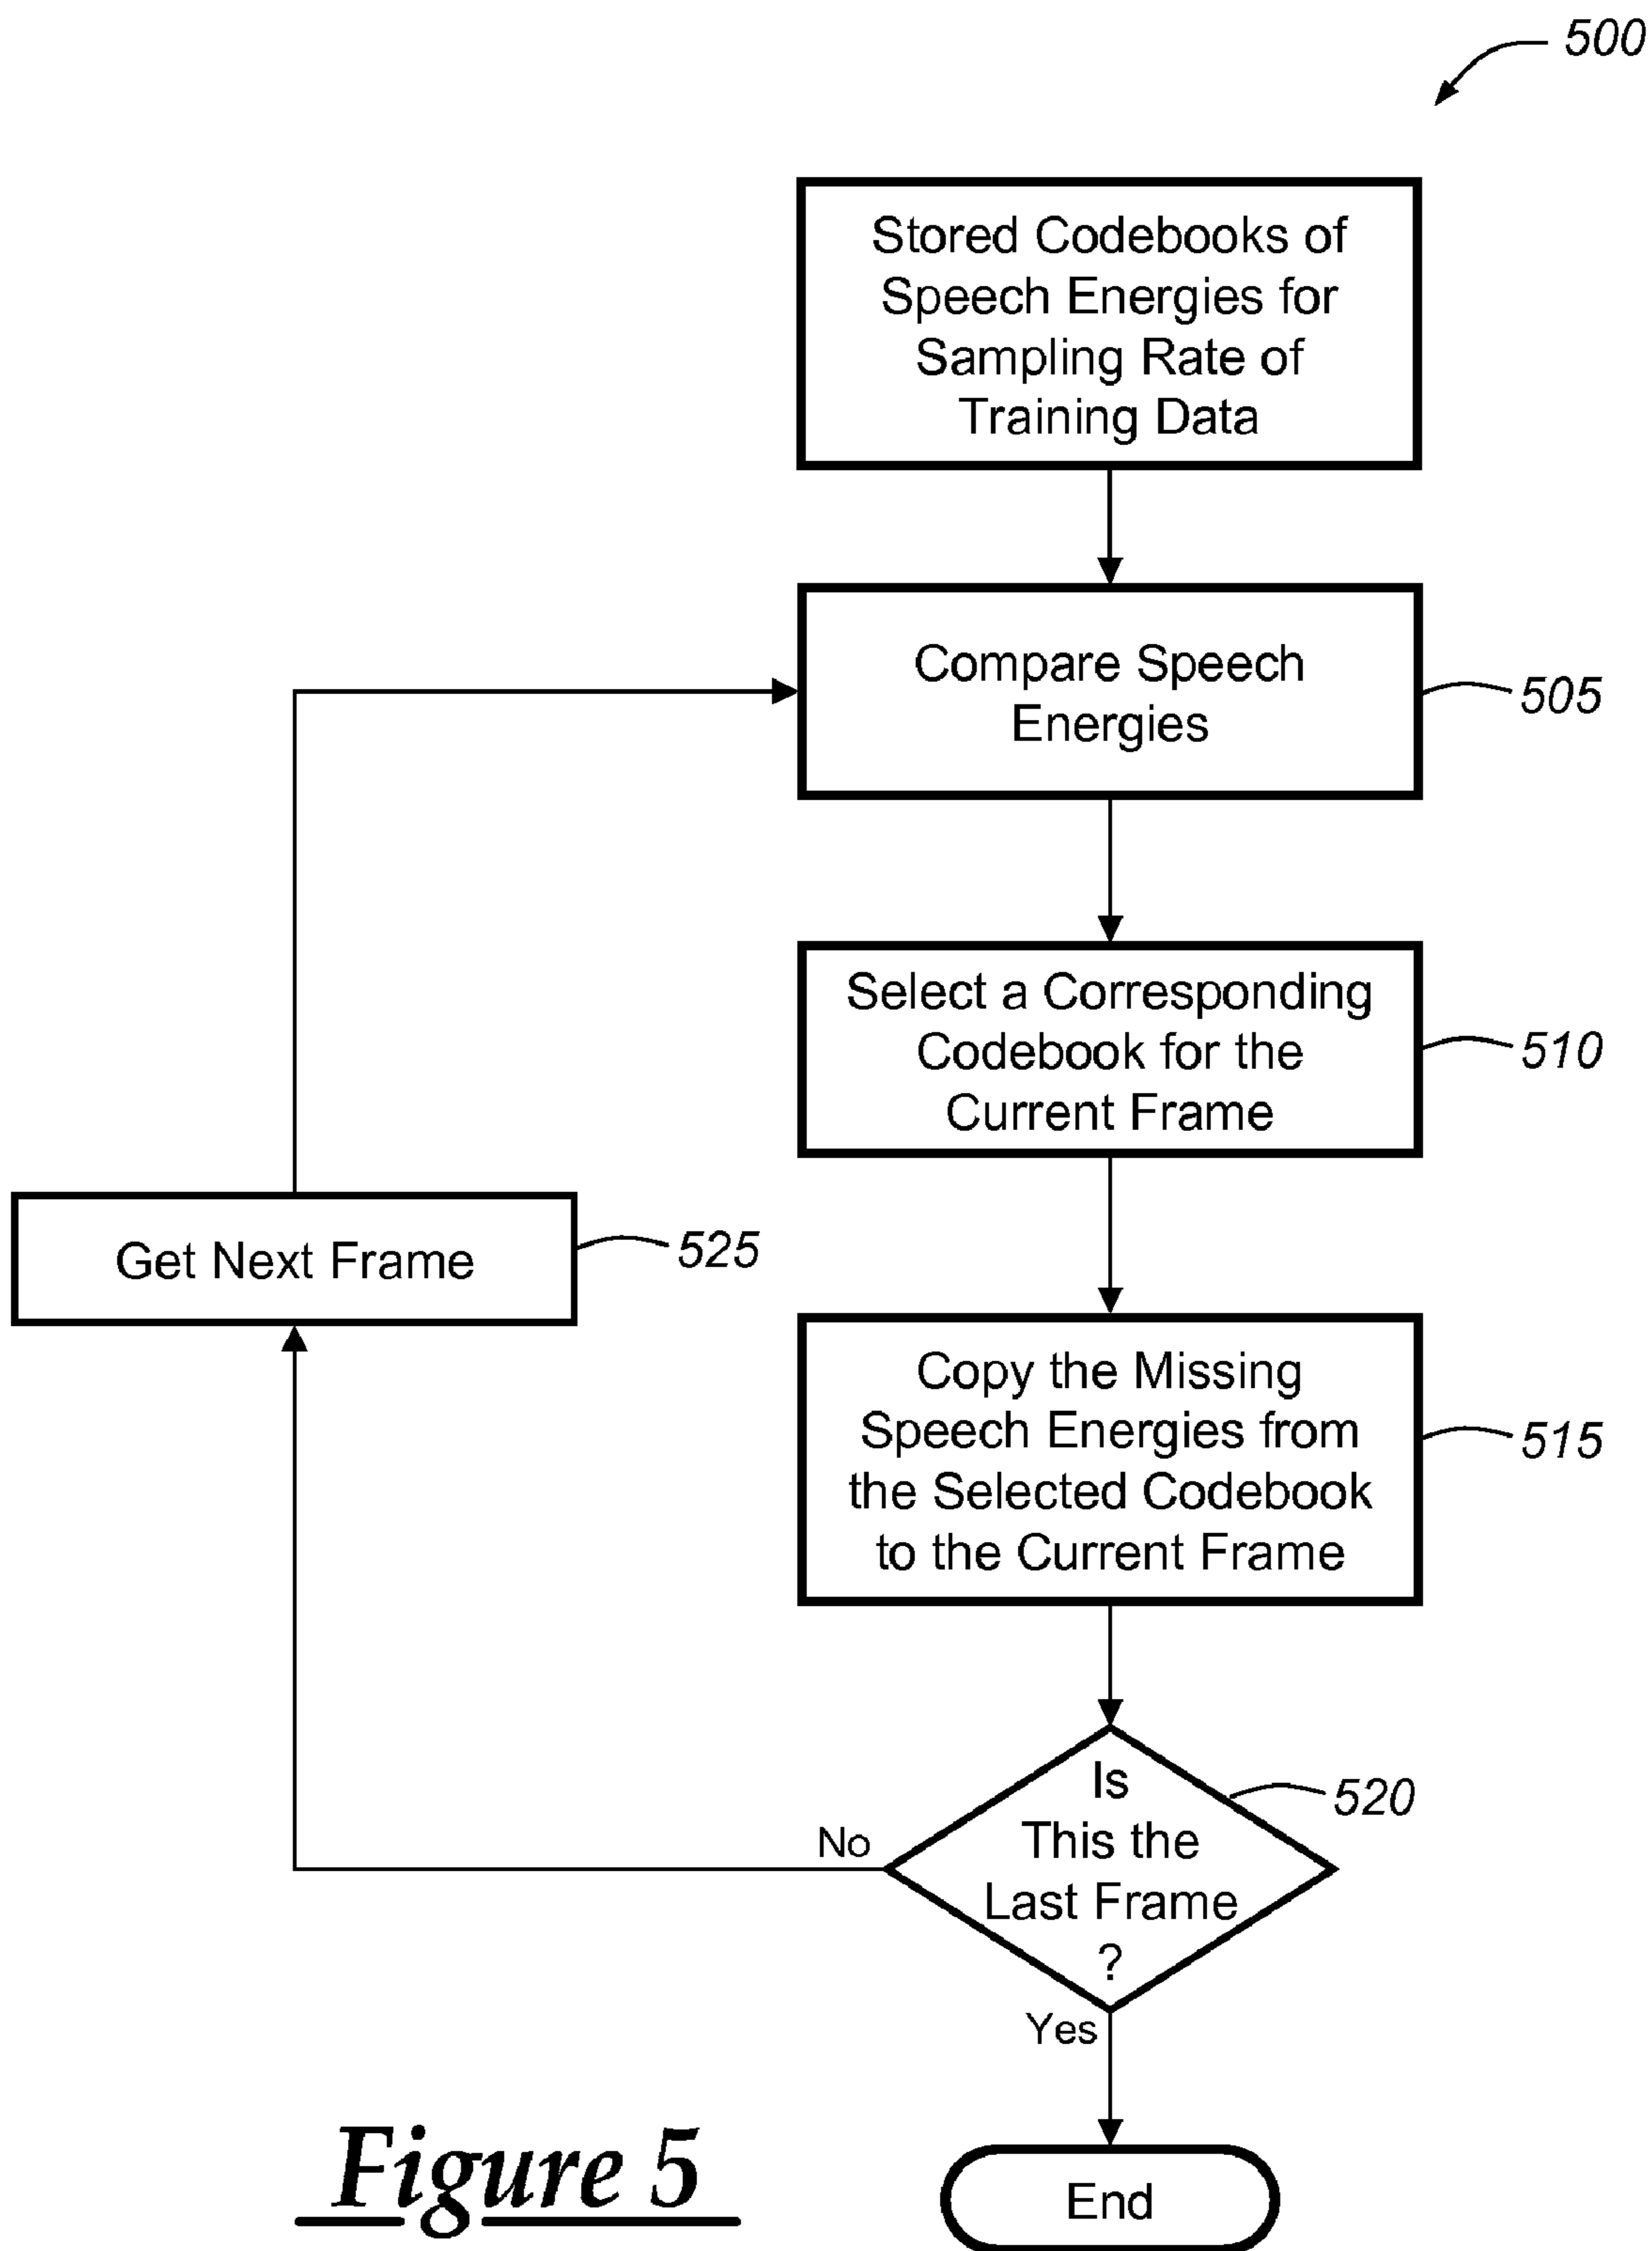 500
Stored Codebooks of
Speech Energies for
Sampling Rate of
Training Data
Compare Speech
Energies
505
Select a Corresponding
Codebook for the
Current Frame
510
Get Next Frame
525
Copy the Missing
Speech Energies from
the Selected Codebook
to the Current Frame
515
Is
This the
Last Frame
?
520
No
Yes
End
Figure 5